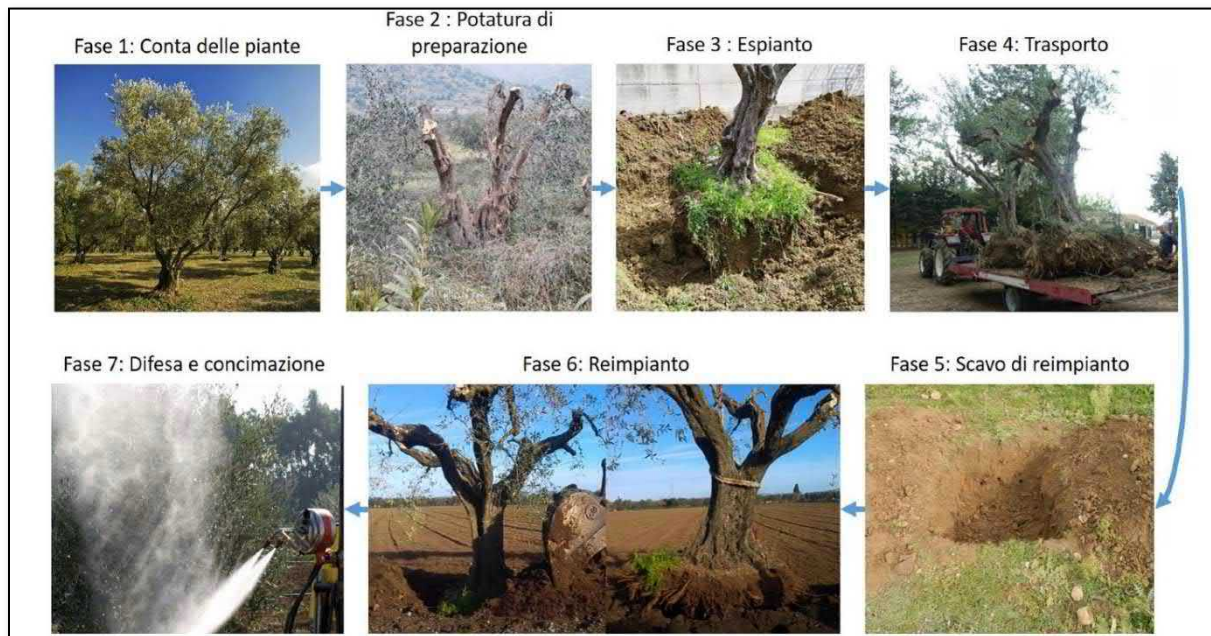 Fase 1: Conta delle piante
Fase 2 : Potatura di
preparazione
Fase 3 : Espianto
Fase 4: Trasporto
Fase 5: Scavo di reimpianto
Fase 6: Reimpianto
Fase 7: Difesa e concimazione